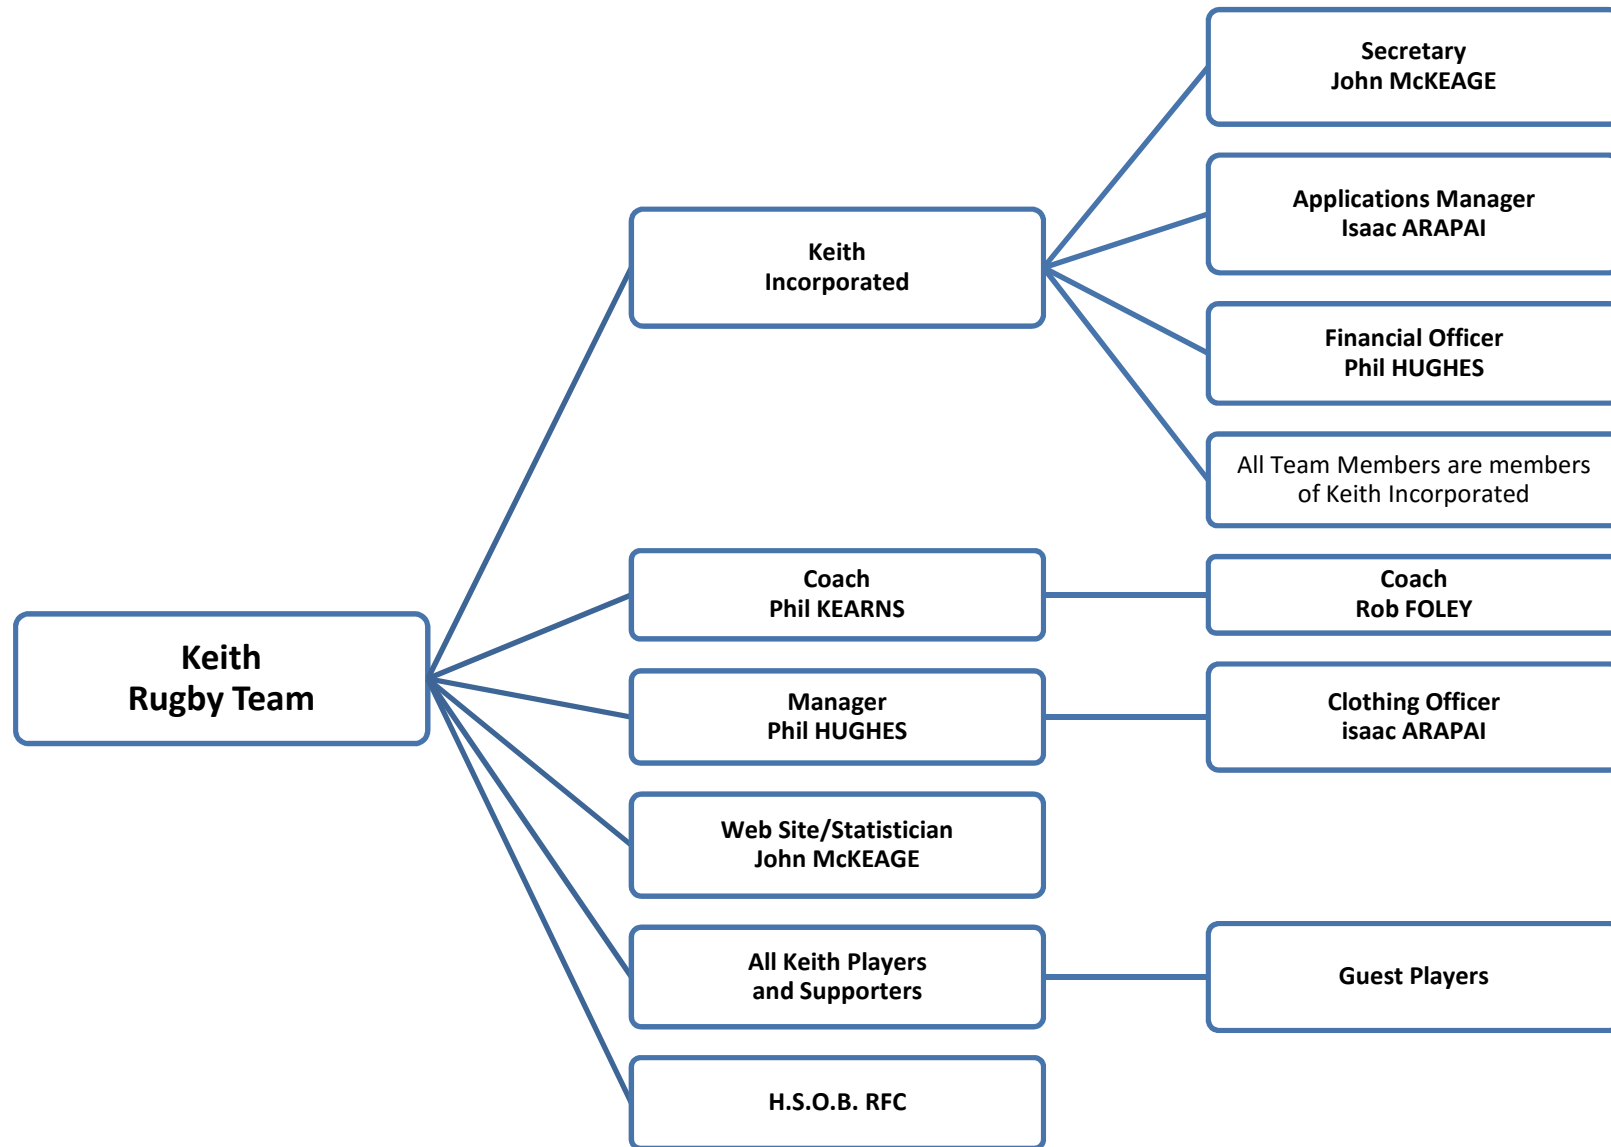 Secretary
John McKEAGE
Applications Manager
Isaac ARAPAI
Keith
Incorporated
Financial Officer
Phil HUGHES
All Team Members are members
of Keith Incorporated
Coach
Phil KEARNS
Coach
Rob FOLEY
Keith
Rugby Team
Manager
Phil HUGHES
Clothing Officer
isaac ARAPAI
Web Site/Statistician
John McKEAGE
All Keith Players
and Supporters
Guest Players
H.S.O.B. RFC